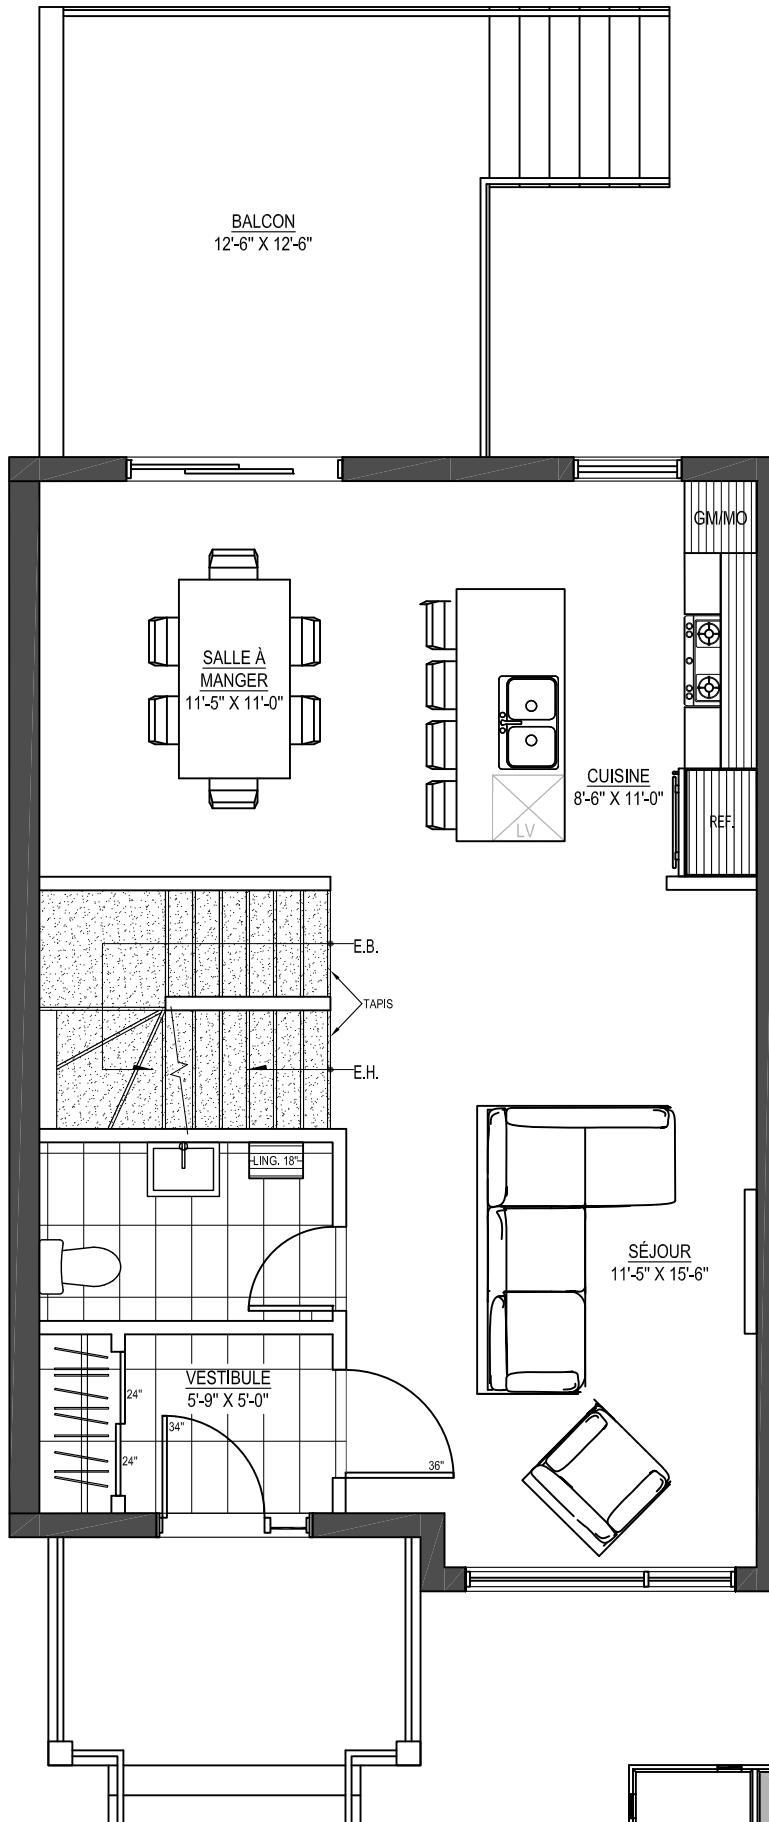 BALCON
12'-6" X 12'-6"
GM/MO
SALLE À
MANGER
11'-5" X 11'-0"
CUISINE
8'-6" X 11'-0"
LV
REF.
E.B.
TAPIS
E.H.
LING. 18"
SÉJOUR
11'-5" X 15'-6"
VESTIBULE
5'-9" X 5'-0"
24"
34"
24"
36"